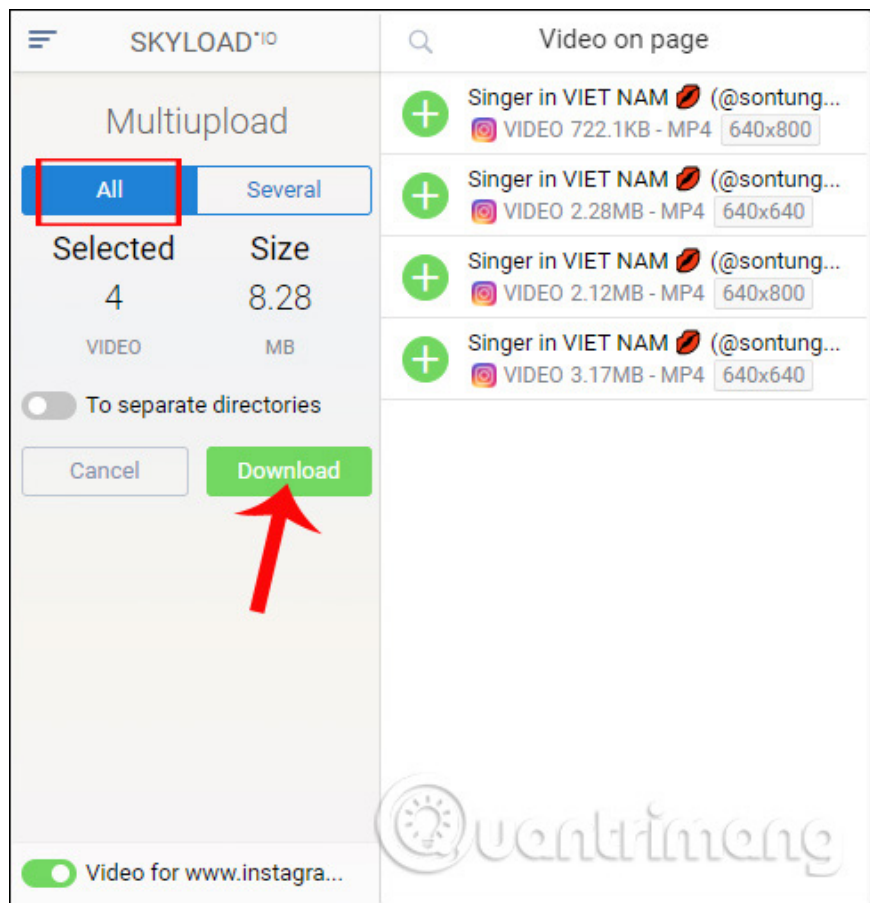 SKYLOAD•IO
Multiupload
All Several
Selected Size
4 8.28
VIDEO MB
To separate directories
Cancel Download
Video for www.instagra...
Video on page
Singer in VIET NAM 💋 (@sontung...
VIDEO 722.1KB - MP4 640x800
Singer in VIET NAM 💋 (@sontung...
VIDEO 2.28MB - MP4 640x640
Singer in VIET NAM 💋 (@sontung...
VIDEO 2.12MB - MP4 640x800
Singer in VIET NAM 💋 (@sontung...
VIDEO 3.17MB - MP4 640x640
Quantrimang